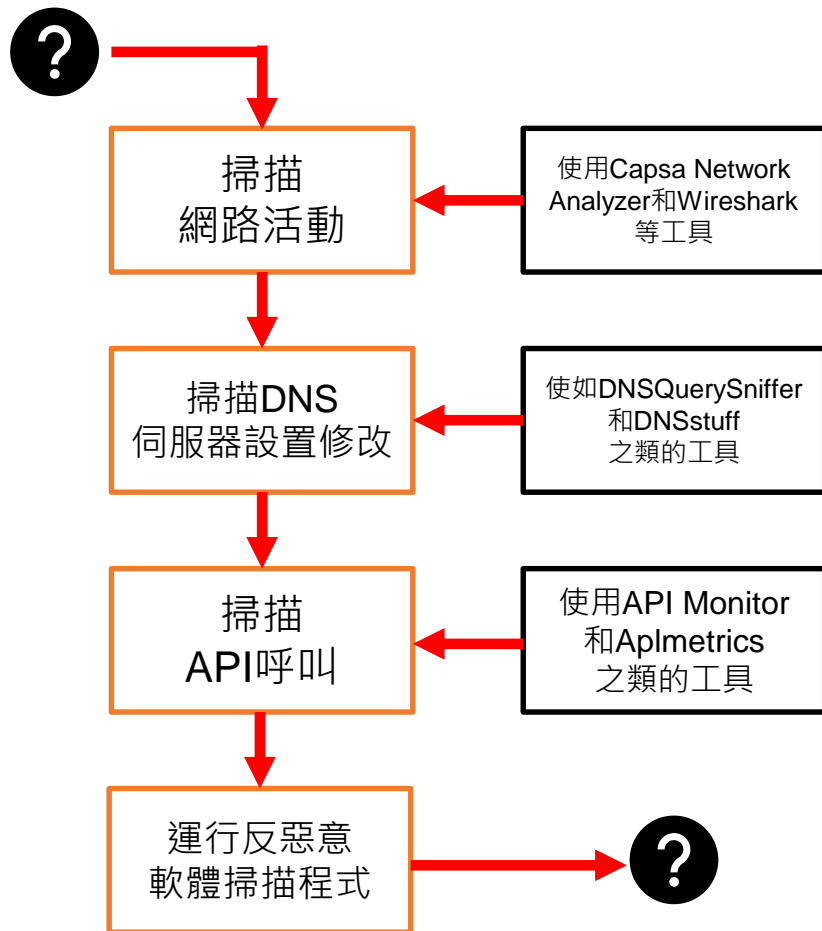 ?
掃描
網路活動
使用Capsa Network
Analyzer和Wireshark
等工具
掃描DNS
伺服器設置修改
使如DNSQuerySniffer
和DNSstuff
之類的工具
掃描
API呼叫
使用API Monitor
和APImetrics
之類的工具
運行反惡意
軟體掃描程式
?